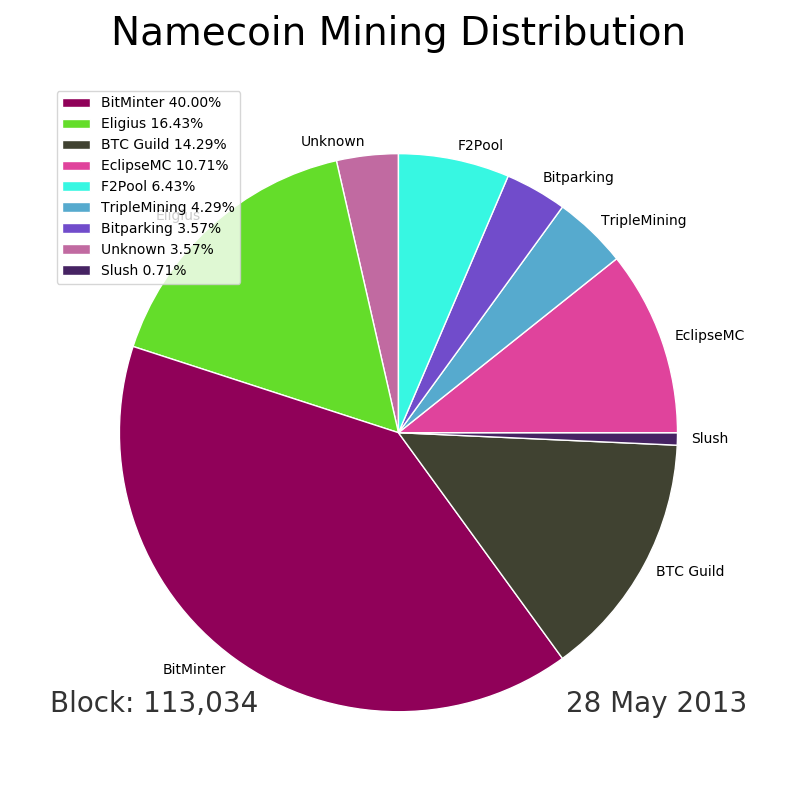 Namecoin Mining Distribution
BitMinter 40.00%
Eligius 16.43%
BTC Guild 14.29%
EclipseMC 10.71%
F2Pool 6.43%
TripleMining 4.29%
Bitparking 3.57%
Unknown 3.57%
Slush 0.71%
Unknown
F2Pool
Bitparking
TripleMining
Eligius
EclipseMC
Slush
BTC Guild
BitMinter
Block: 113,034
28 May 2013